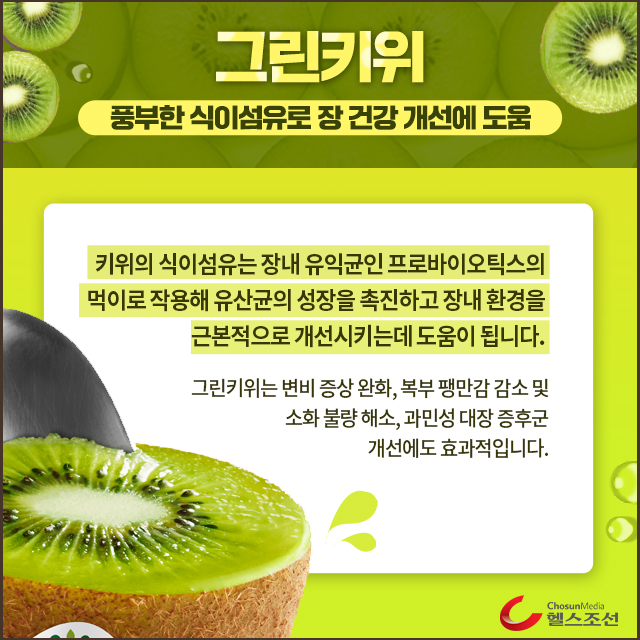 그린키위
풍부한 식이섬유로 장 건강 개선에 도움
키위의 식이섬유는 장내 유익균인 프로바이오틱스의
먹이로 작용해 유산균의 성장을 촉진하고 장내 환경을
근본적으로 개선시키는데 도움이 됩니다.
그린키위는 변비 증상 완화, 복부 팽만감 감소 및
소화 불량 해소, 과민성 대장 증후군
개선에도 효과적입니다.
ChosunMedia
헬스조선